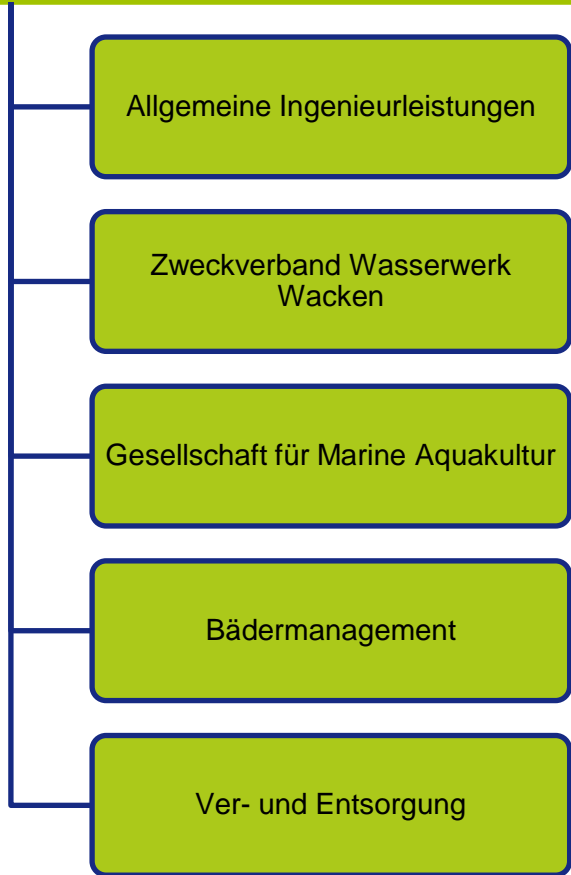 Allgemeine Ingenieurleistungen
Zweckverband Wasserwerk
Wacken
Gesellschaft für Marine Aquakultur
Bädermanagement
Ver- und Entsorgung